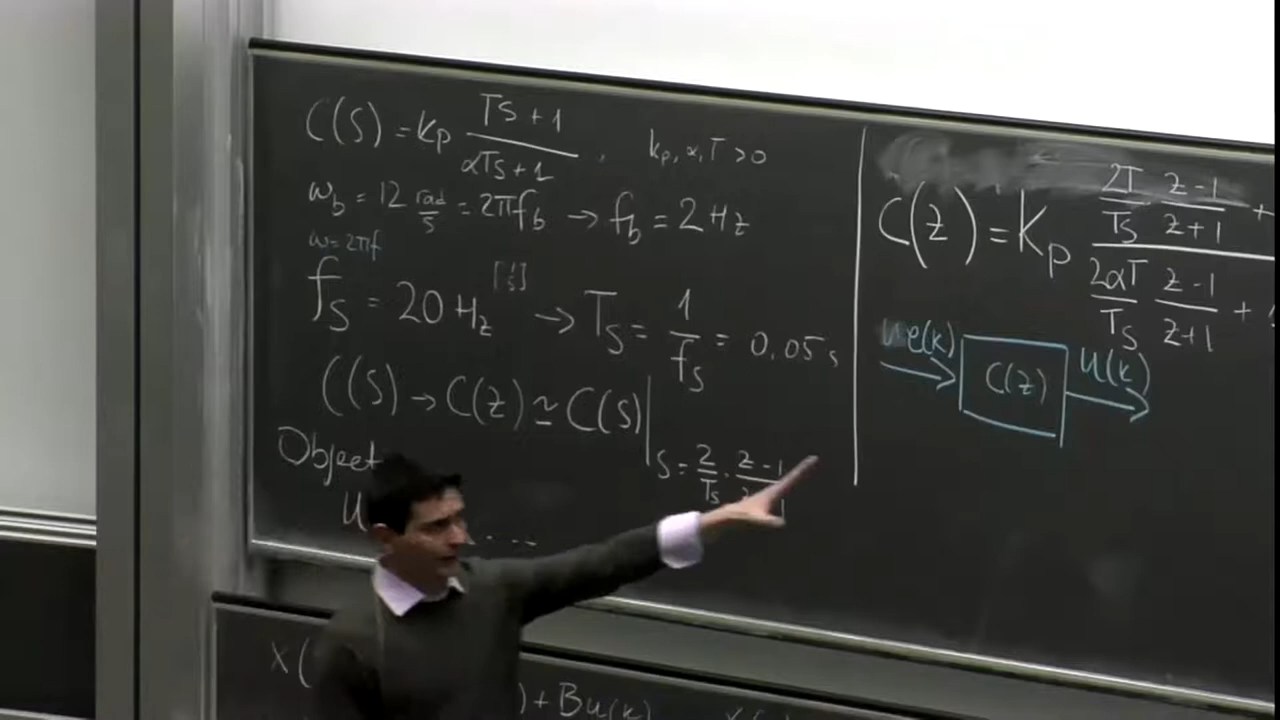 C(s) = kp (Ts + 1)/(αTs + 1), kp, α, T > 0
ωb = 12 rad/s = 2πfb → fb = 2 Hz
ω = 2πf
fs = 20 Hz [1/s] → Ts = 1/fs = 0.05 s
C(s) → C(z) ≃ C(s)|
s = 2/Ts · z-1
Object
u
. ...
C(z) = Kp
2T/Ts z-1/z+1 +
2αT/Ts z-1/z+1 +
e(k)
C(z)
u(k)
x(
) + Bu(k)
x(